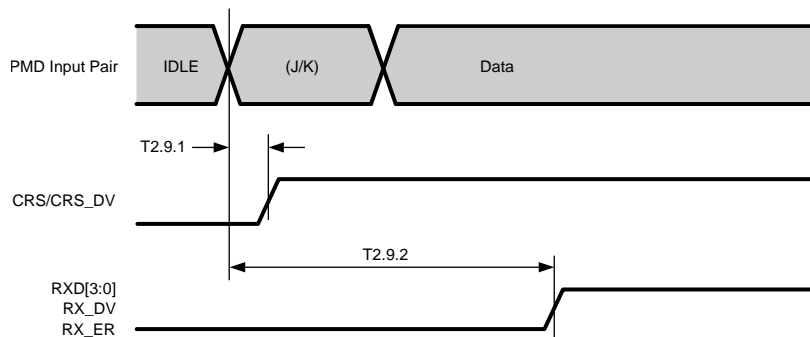 PMD Input Pair
IDLE
(J/K)
Data
T2.9.1
CRS/CRS_DV
T2.9.2
RXD[3:0]
RX_DV
RX_ER